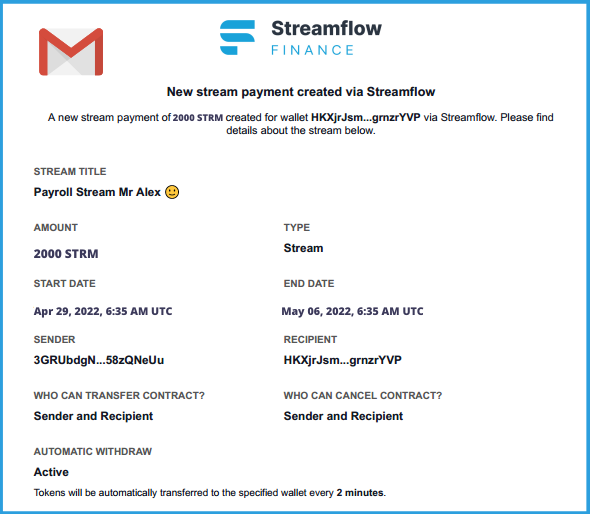 Streamflow
FINANCE
New stream payment created via Streamflow
A new stream payment of 2000 STRM created for wallet HKXjrJsm...grnzrYVP via Streamflow. Please find
details about the stream below.
STREAM TITLE
Payroll Stream Mr Alex 🙂
AMOUNT
TYPE
2000 STRM
Stream
START DATE
END DATE
Apr 29, 2022, 6:35 AM UTC
May 06, 2022, 6:35 AM UTC
SENDER
RECIPIENT
3GRUbdgN...58zQNeUu
HKXjrJsm...grnzrYVP
WHO CAN TRANSFER CONTRACT?
WHO CAN CANCEL CONTRACT?
Sender and Recipient
Sender and Recipient
AUTOMATIC WITHDRAW
Active
Tokens will be automatically transferred to the specified wallet every 2 minutes.